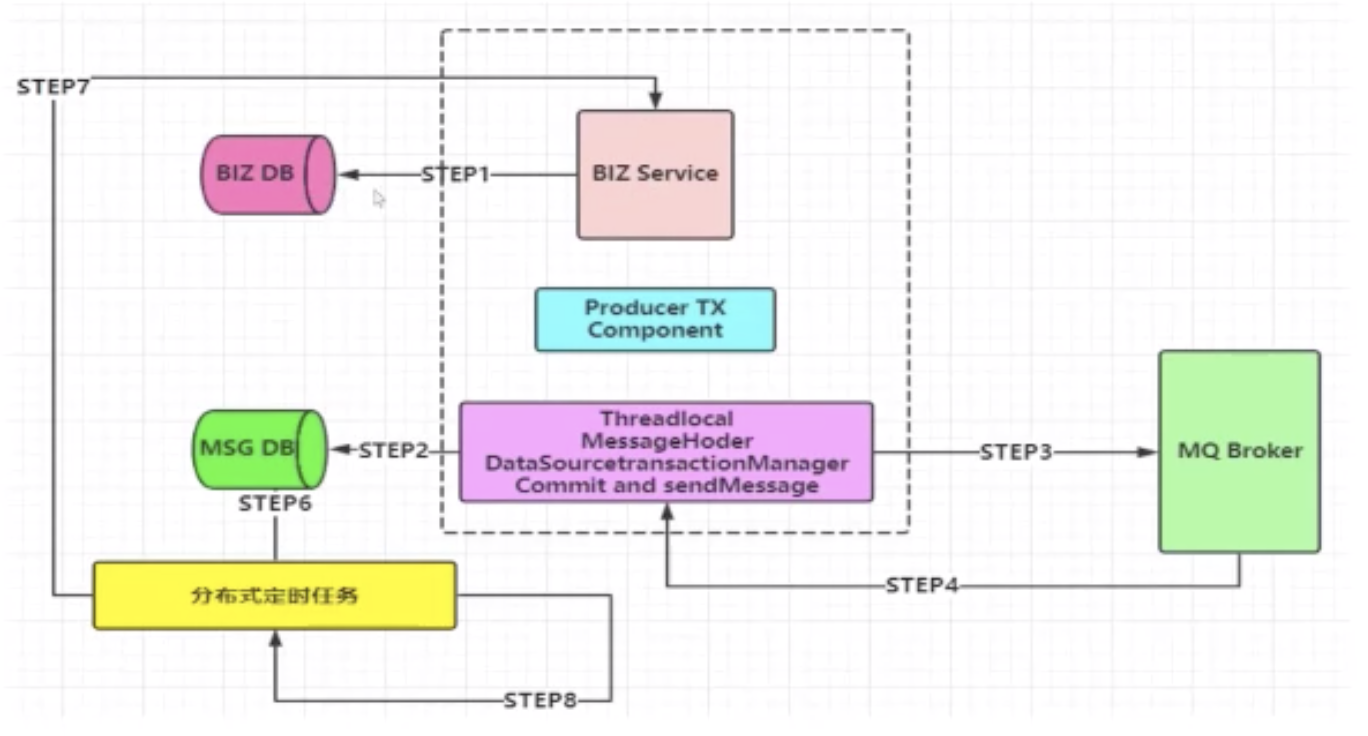 STEP7
BIZ DB
STEP1
BIZ Service
Producer TX
Component
MSG DB
STEP2
Threadlocal
MessageHoder
DataSourcetransactionManager
Commit and sendMessage
STEP3
MQ Broker
STEP6
STEP4
分布式定时任务
STEP8